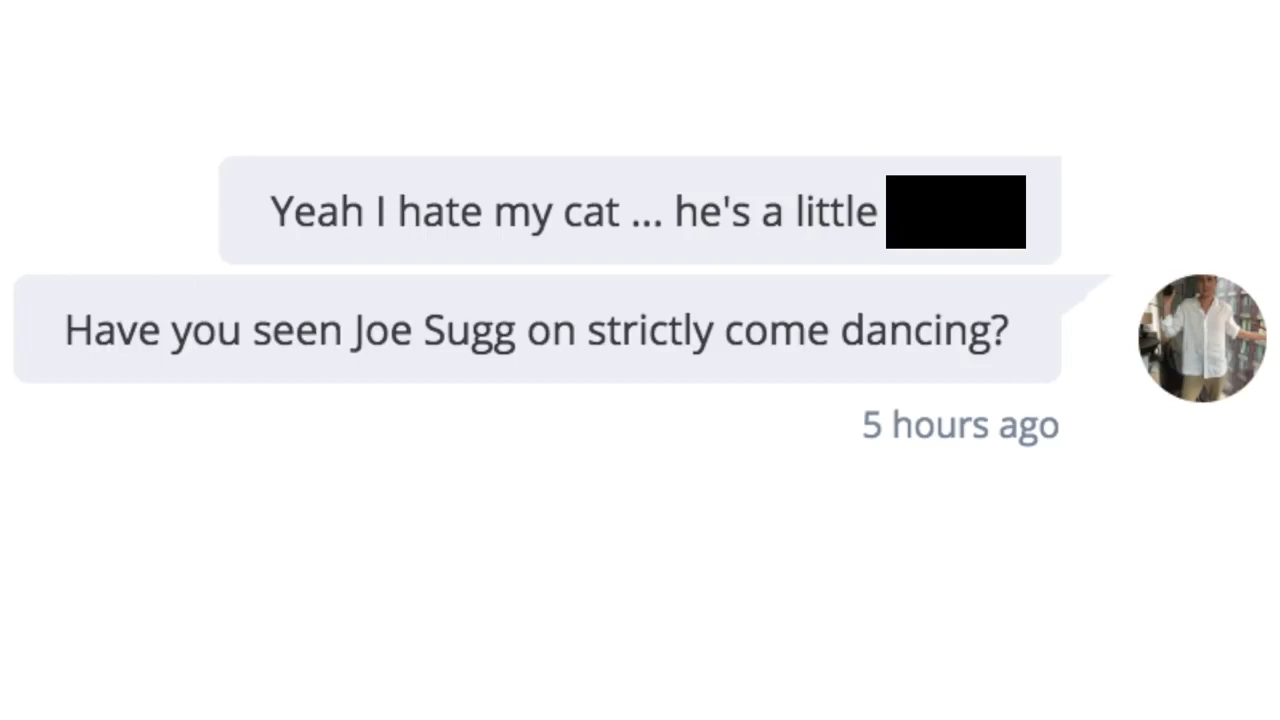 Yeah I hate my cat ... he's a little
Have you seen Joe Sugg on strictly come dancing?
5 hours ago